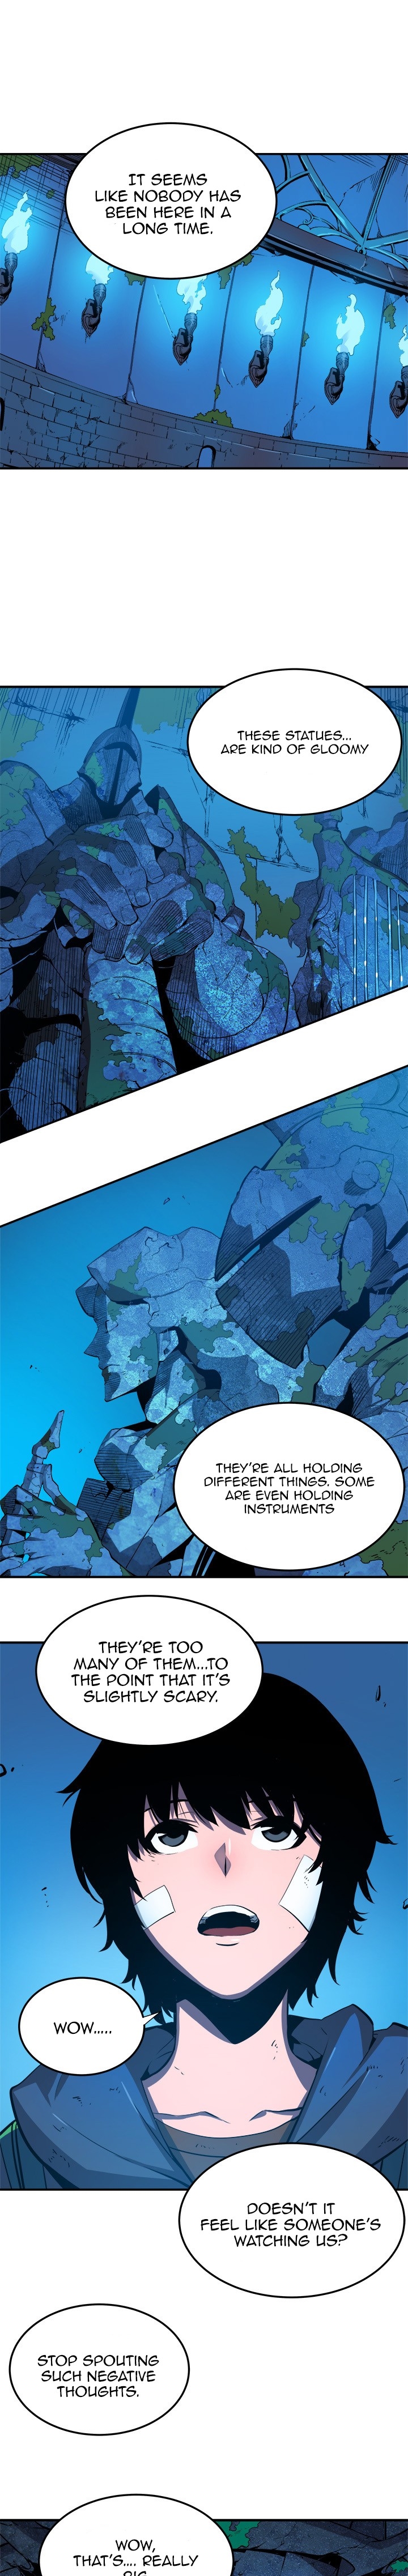 IT SEEMS
LIKE NOBODY HAS
BEEN HERE IN A
LONG TIME.
THESE STATUES...
ARE KIND OF GLOOMY
THEY'RE ALL HOLDING
DIFFERENT THINGS. SOME
ARE EVEN HOLDING
INSTRUMENTS
THEY'RE TOO
MANY OF THEM...TO
THE POINT THAT IT'S
SLIGHTLY SCARY.
WOW.....
DOESN'T IT
FEEL LIKE SOMEONE'S
WATCHING US?
STOP SPOUTING
SUCH NEGATIVE
THOUGHTS.
WOW,
THAT'S.... REALLY